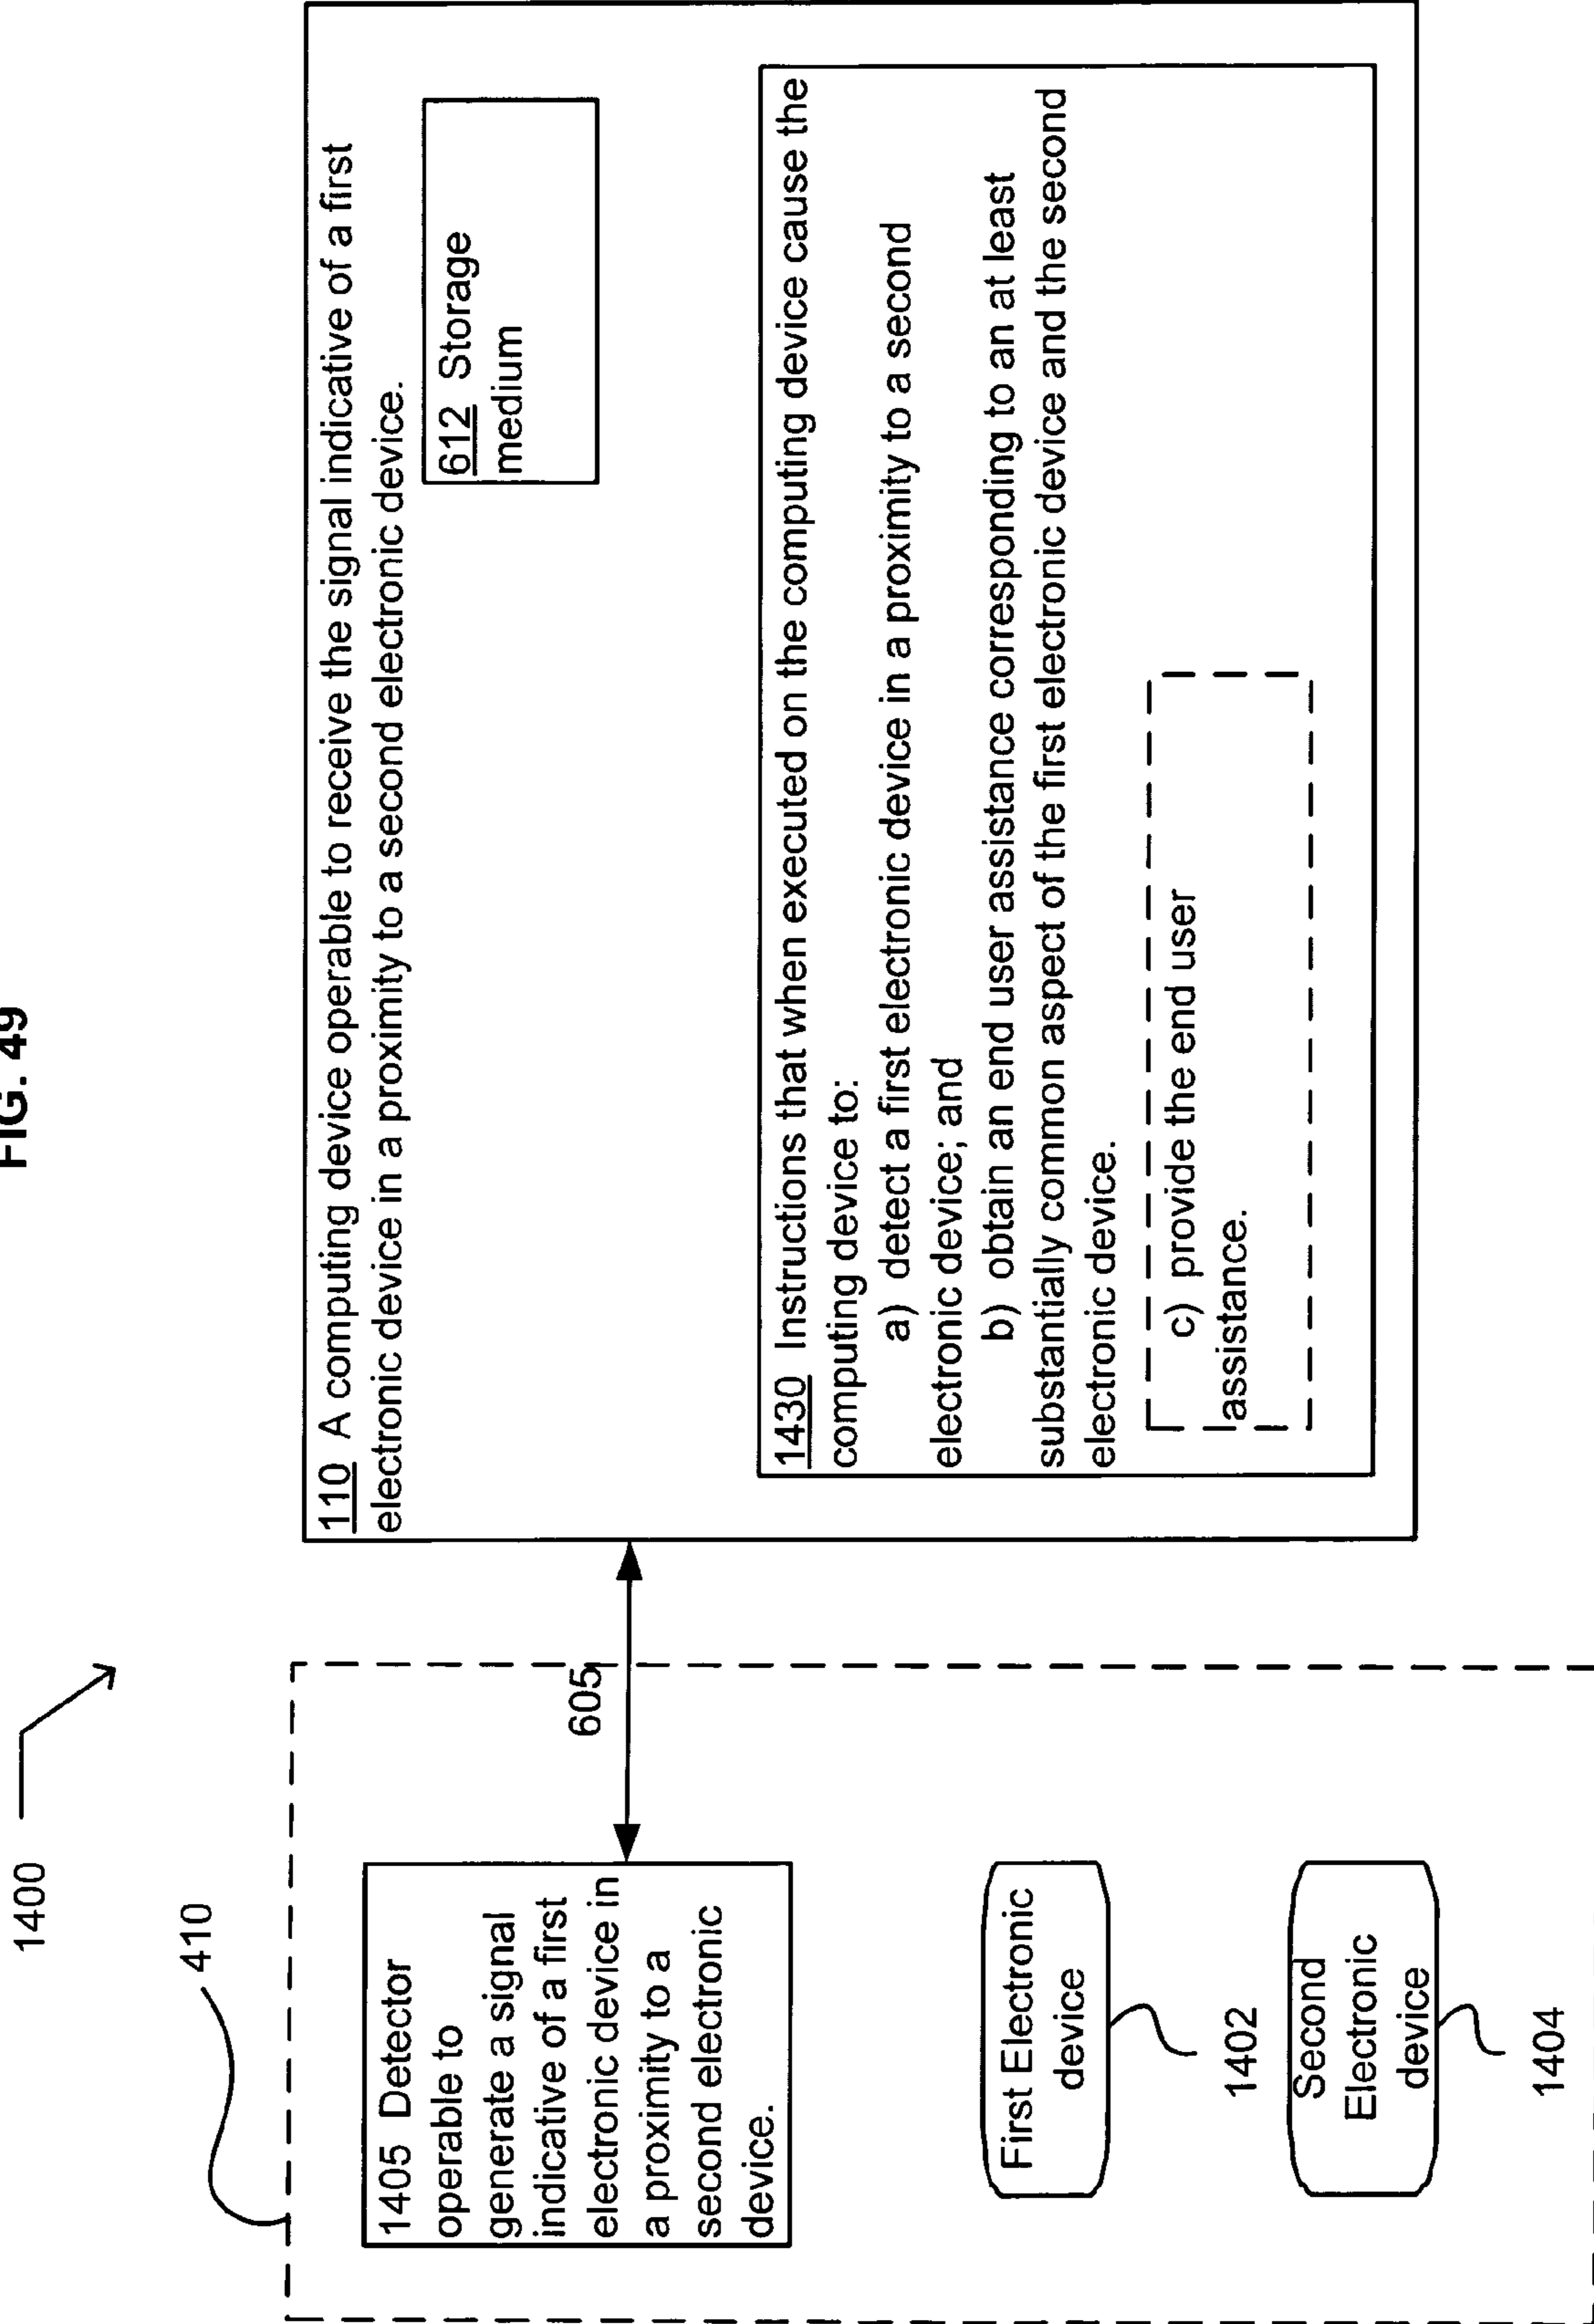 FIG. 49
1400
410
1405 Detector
operable to
generate a signal
indicative of a first
electronic device in
a proximity to a
second electronic
device.
First Electronic
device
1402
Second
Electronic
device
1404
605
110 A computing device operable to receive the signal indicative of a first
electronic device in a proximity to a second electronic device.
612 Storage
medium
1430 Instructions that when executed on the computing device cause the
computing device to:
a) detect a first electronic device in a proximity to a second
electronic device; and
b) obtain an end user assistance corresponding to an at least
substantially common aspect of the first electronic device and the second
electronic device.
c) provide the end user
assistance.